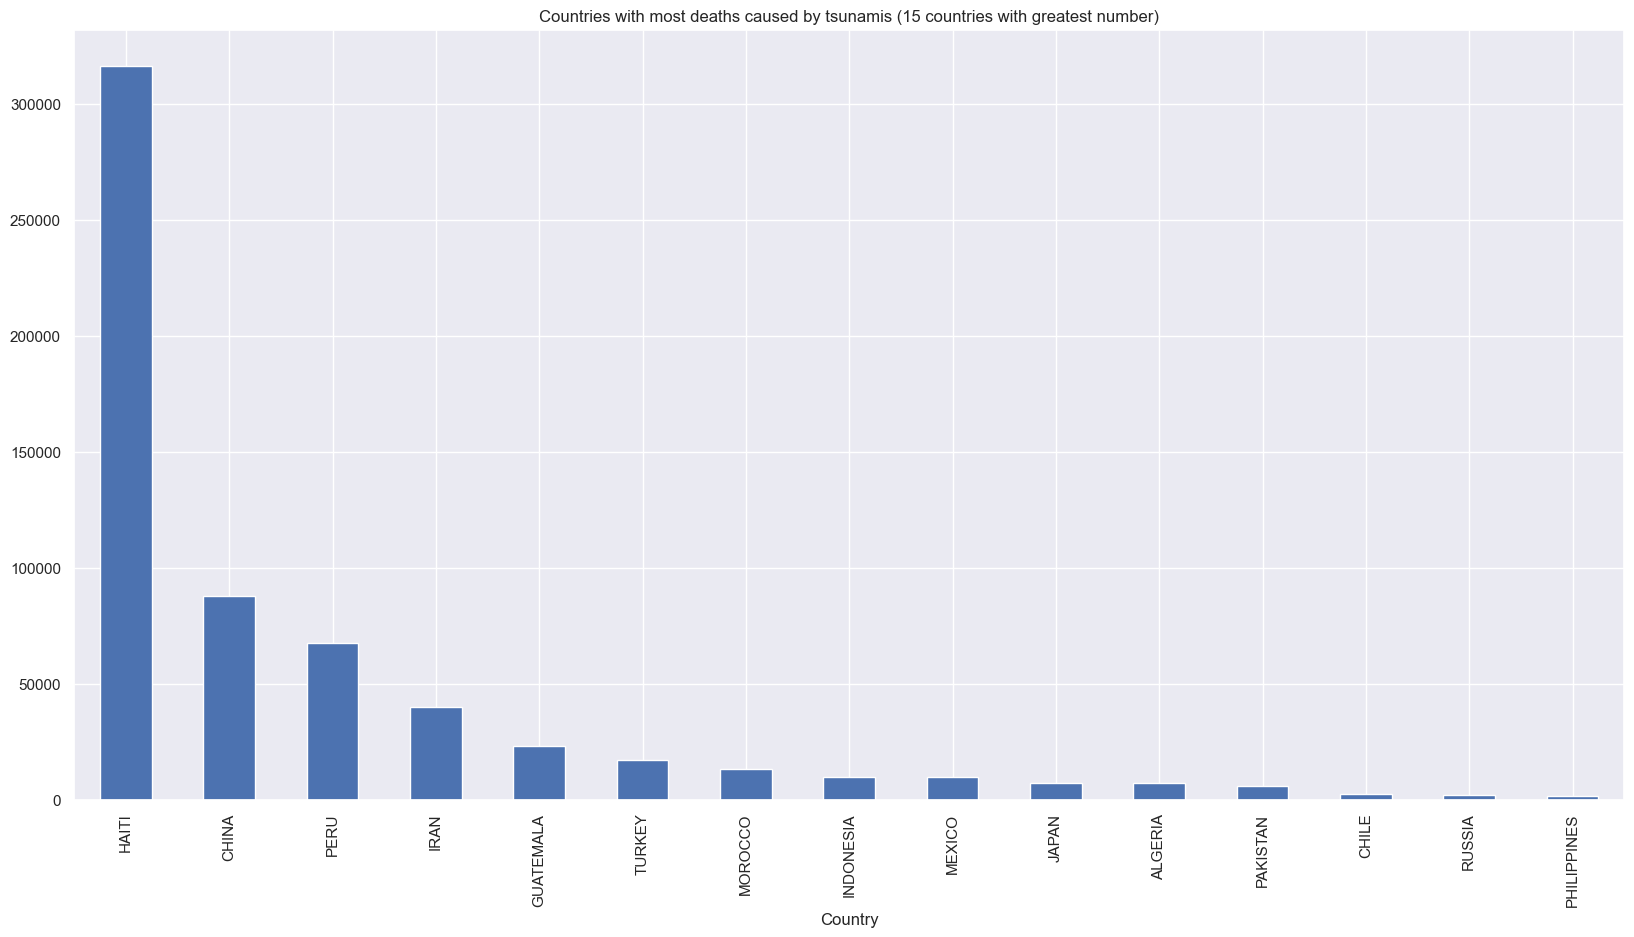 Countries with most deaths caused by tsunamis (15 countries with greatest number)
300000
250000
200000
150000
100000
50000
0
HAITI
CHINA
PERU
IRAN
GUATEMALA
TURKEY
MOROCCO
INDONESIA
MEXICO
JAPAN
ALGERIA
PAKISTAN
CHILE
RUSSIA
PHILIPPINES
Country